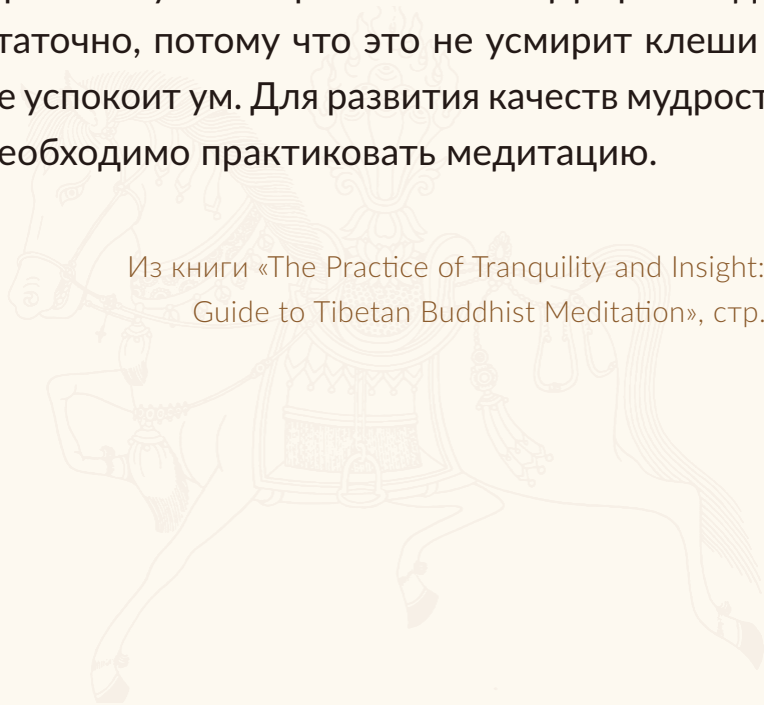 таточно, потому что это не усмирит клеши
е успокоит ум. Для развития качеств мудрост
еобходимо практиковать медитацию.
Из книги «The Practice of Tranquility and Insight:
Guide to Tibetan Buddhist Meditation», стр.